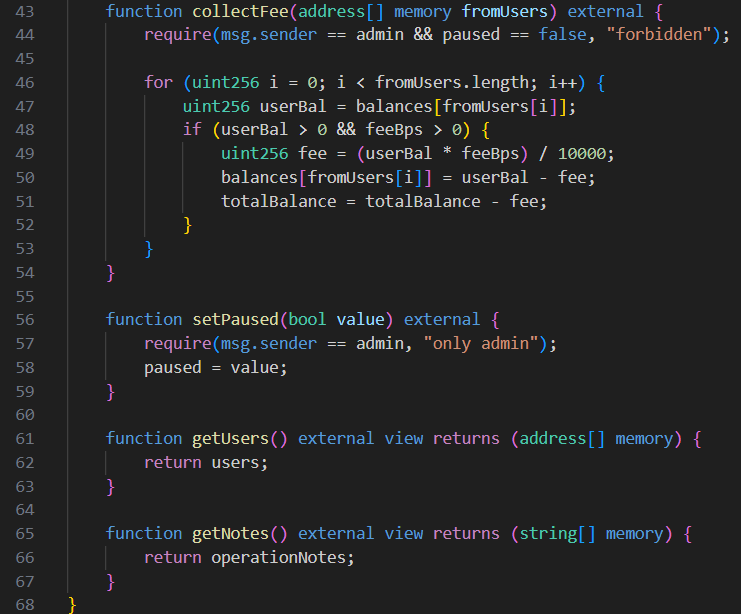 43 function collectFee(address[] memory fromUsers) external {
44 require(msg.sender == admin && paused == false, "forbidden");
45
46 for (uint256 i = 0; i < fromUsers.length; i++) {
47 uint256 userBal = balances[fromUsers[i]];
48 if (userBal > 0 && feeBps > 0) {
49 uint256 fee = (userBal * feeBps) / 10000;
50 balances[fromUsers[i]] = userBal - fee;
51 totalBalance = totalBalance - fee;
52 }
53 }
54 }
55
56 function setPaused(bool value) external {
57 require(msg.sender == admin, "only admin");
58 paused = value;
59 }
60
61 function getUsers() external view returns (address[] memory) {
62 return users;
63 }
64
65 function getNotes() external view returns (string[] memory) {
66 return operationNotes;
67 }
68 }